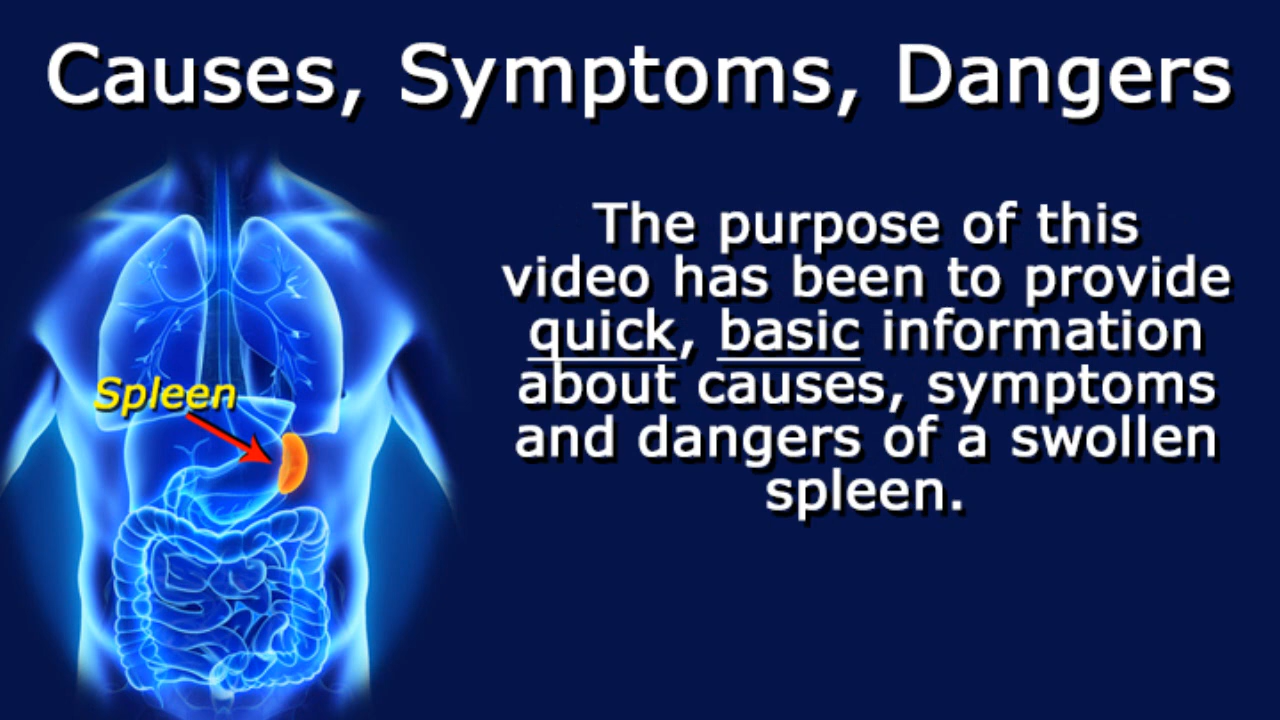 Causes, Symptoms, Dangers
The purpose of this
video has been to provide
quick, basic information
about causes, symptoms
and dangers of a swollen
spleen.
Spleen